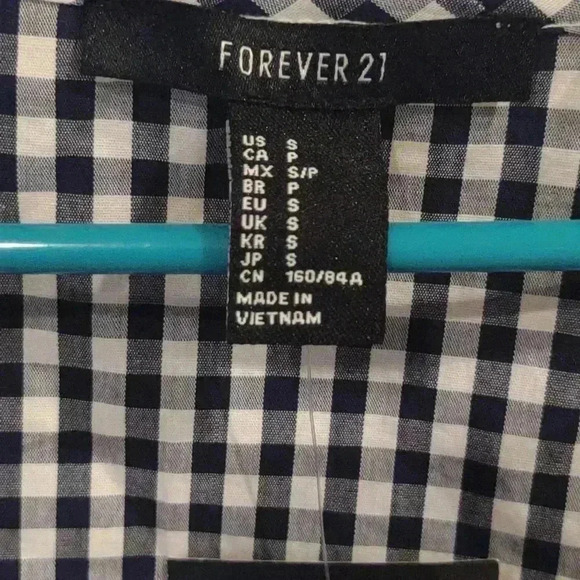 FOREVER 21
US S
CA P
MX S/P
BR P
EU S
UK S
KR S
JP S
CN 160/84A
MADE IN
VIETNAM